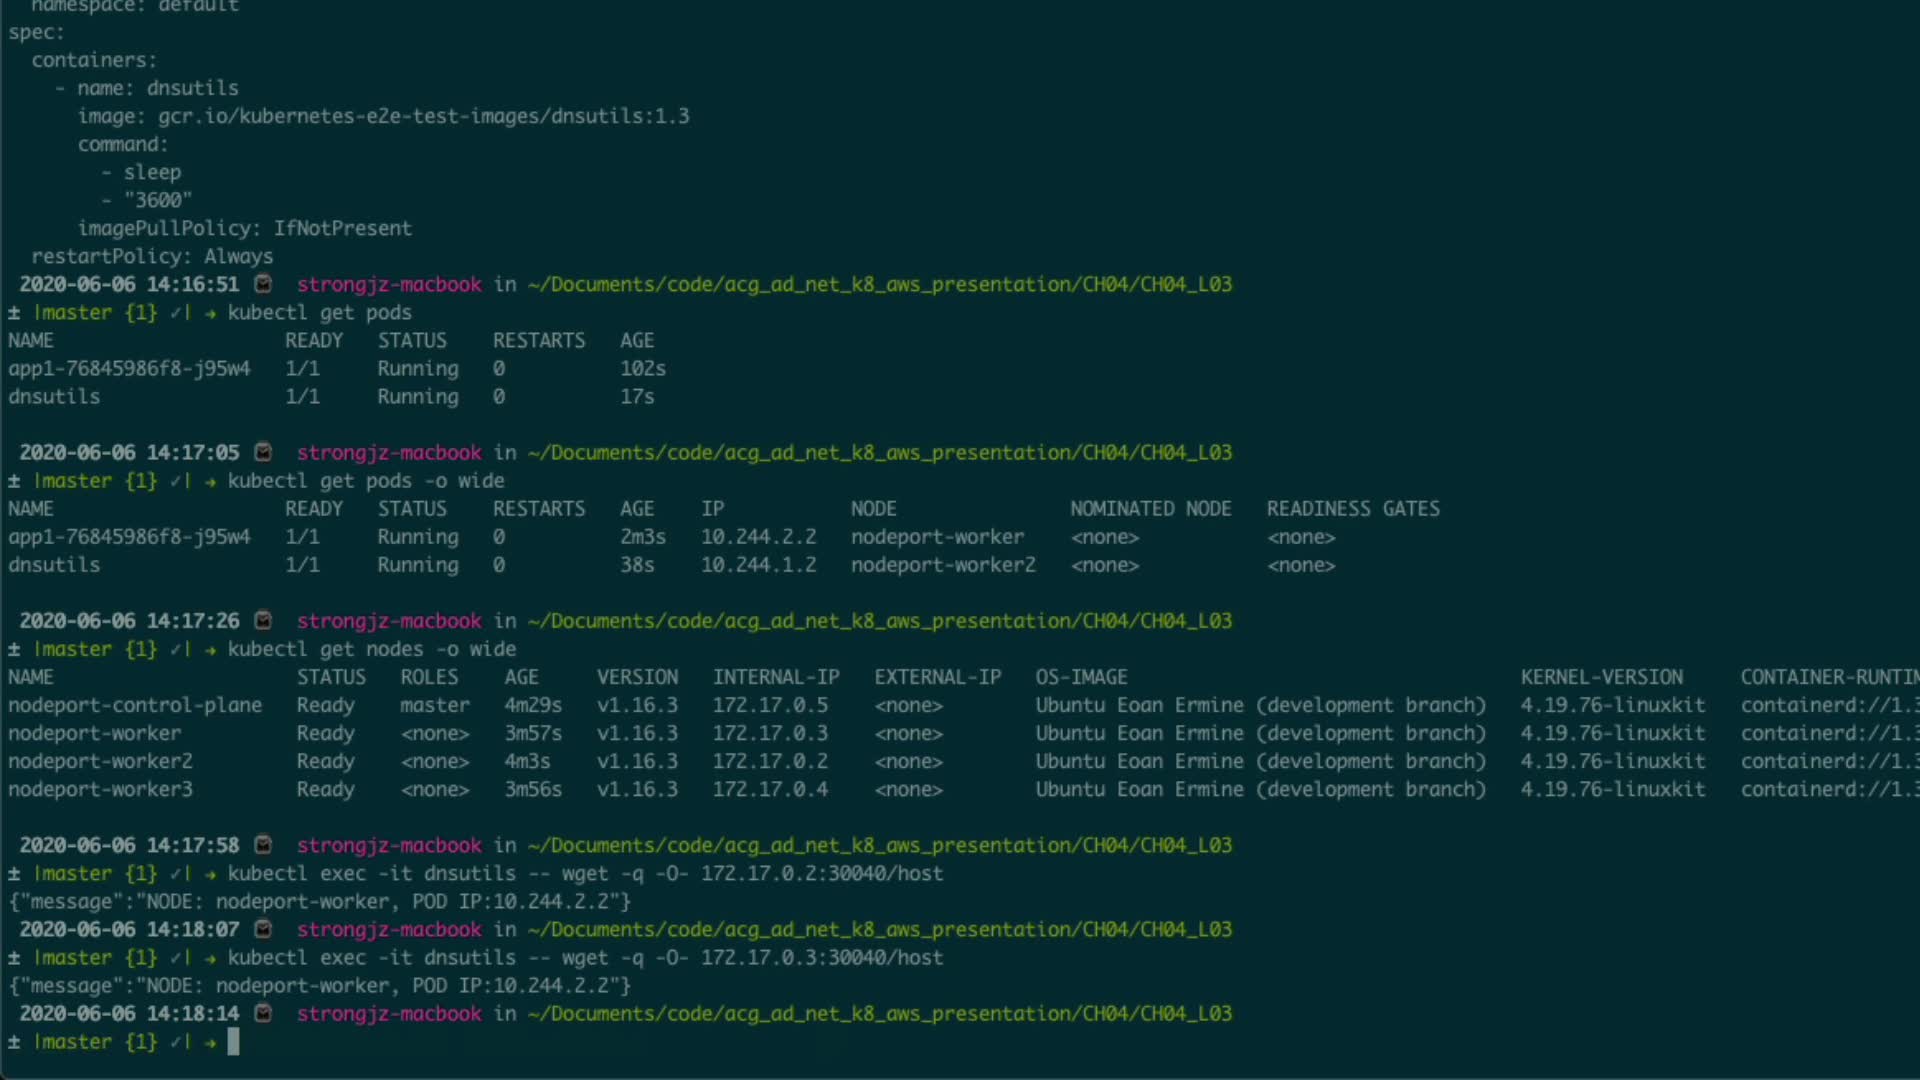 namespace: default
spec:
containers:
- name: dnsutils
image: gcr.io/kubernetes-e2e-test-images/dnsutils:1.3
command:
- sleep
- "3600"
imagePullPolicy: IfNotPresent
restartPolicy: Always
2020-06-06 14:16:51 strongjz-macbook in ~/Documents/code/acg_ad_net_k8_aws_presentation/CH04/CH04_L03
± |master {1} ✓| → kubectl get pods
NAME READY STATUS RESTARTS AGE
app1-76845986f8-j95w4 1/1 Running 0 102s
dnsutils 1/1 Running 0 17s
2020-06-06 14:17:05 strongjz-macbook in ~/Documents/code/acg_ad_net_k8_aws_presentation/CH04/CH04_L03
± |master {1} ✓| → kubectl get pods -o wide
NAME READY STATUS RESTARTS AGE IP NODE NOMINATED NODE READINESS GATES
app1-76845986f8-j95w4 1/1 Running 0 2m3s 10.244.2.2 nodeport-worker <none> <none>
dnsutils 1/1 Running 0 38s 10.244.1.2 nodeport-worker2 <none> <none>
2020-06-06 14:17:26 strongjz-macbook in ~/Documents/code/acg_ad_net_k8_aws_presentation/CH04/CH04_L03
± |master {1} ✓| → kubectl get nodes -o wide
NAME STATUS ROLES AGE VERSION INTERNAL-IP EXTERNAL-IP OS-IMAGE KERNEL-VERSION CONTAINER-RUNTIN
nodeport-control-plane Ready master 4m29s v1.16.3 172.17.0.5 <none> Ubuntu Eoan Ermine (development branch) 4.19.76-linuxkit containerd://1.3
nodeport-worker Ready <none> 3m57s v1.16.3 172.17.0.3 <none> Ubuntu Eoan Ermine (development branch) 4.19.76-linuxkit containerd://1.3
nodeport-worker2 Ready <none> 4m3s v1.16.3 172.17.0.2 <none> Ubuntu Eoan Ermine (development branch) 4.19.76-linuxkit containerd://1.3
nodeport-worker3 Ready <none> 3m56s v1.16.3 172.17.0.4 <none> Ubuntu Eoan Ermine (development branch) 4.19.76-linuxkit containerd://1.3
2020-06-06 14:17:58 strongjz-macbook in ~/Documents/code/acg_ad_net_k8_aws_presentation/CH04/CH04_L03
± |master {1} ✓| → kubectl exec -it dnsutils -- wget -q -O- 172.17.0.2:30040/host
{"message":"NODE: nodeport-worker, POD IP:10.244.2.2"}
2020-06-06 14:18:07 strongjz-macbook in ~/Documents/code/acg_ad_net_k8_aws_presentation/CH04/CH04_L03
± |master {1} ✓| → kubectl exec -it dnsutils -- wget -q -O- 172.17.0.3:30040/host
{"message":"NODE: nodeport-worker, POD IP:10.244.2.2"}
2020-06-06 14:18:14 strongjz-macbook in ~/Documents/code/acg_ad_net_k8_aws_presentation/CH04/CH04_L03
± |master {1} ✓| →